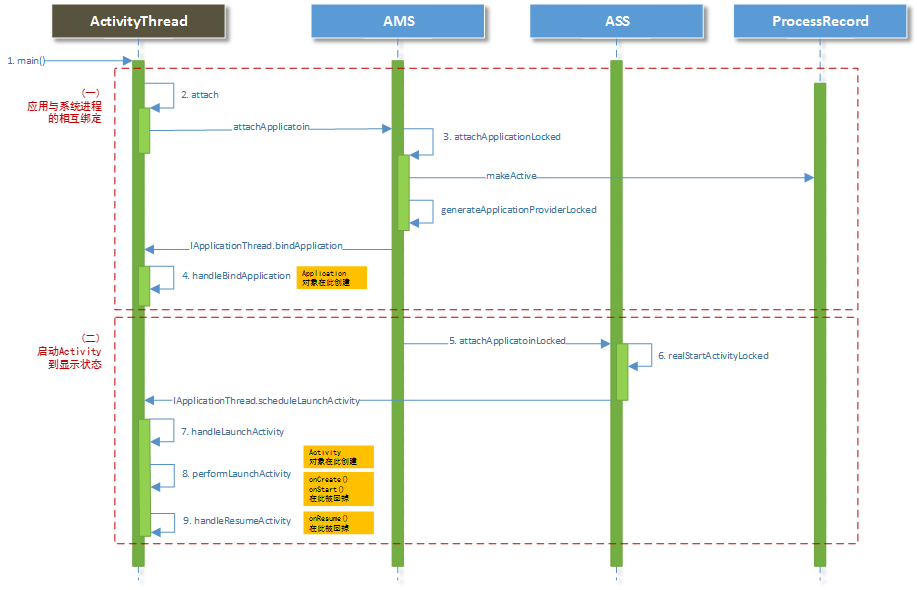 ActivityThread
AMS
ASS
ProcessRecord
1. main()
(一)
应用与系统进程
的相互绑定
2. attach
attachApplicatoin
3. attachApplicationLocked
makeActive
generateApplicationProviderLocked
IApplicationThread.bindApplication
4. handleBindApplication
Application
对象在此创建
(二)
启动Activity
到显示状态
5. attachApplicatoinLocked
6. realStartActivityLocked
IApplicationThread.scheduleLaunchActivity
7. handleLaunchActivity
Activity
对象在此创建
8. performLaunchActivity
onCreate()
onStart()
在此被回掉
9. handleResumeActivity
onResume()
在此被回掉